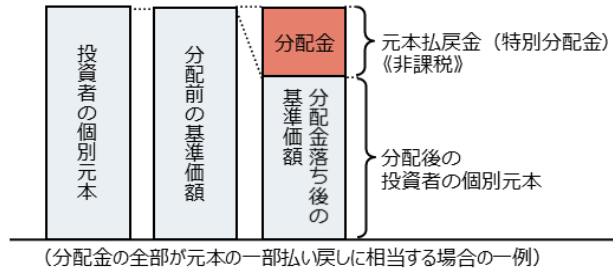 投資者の個別元本
分配前の基準価額
分配金
分配金落ち後の
基準価額
元本払戻金（特別分配金）
《非課税》
分配後の
投資者の個別元本
（分配金の全部が元本の一部払い戻しに相当する場合の一例）